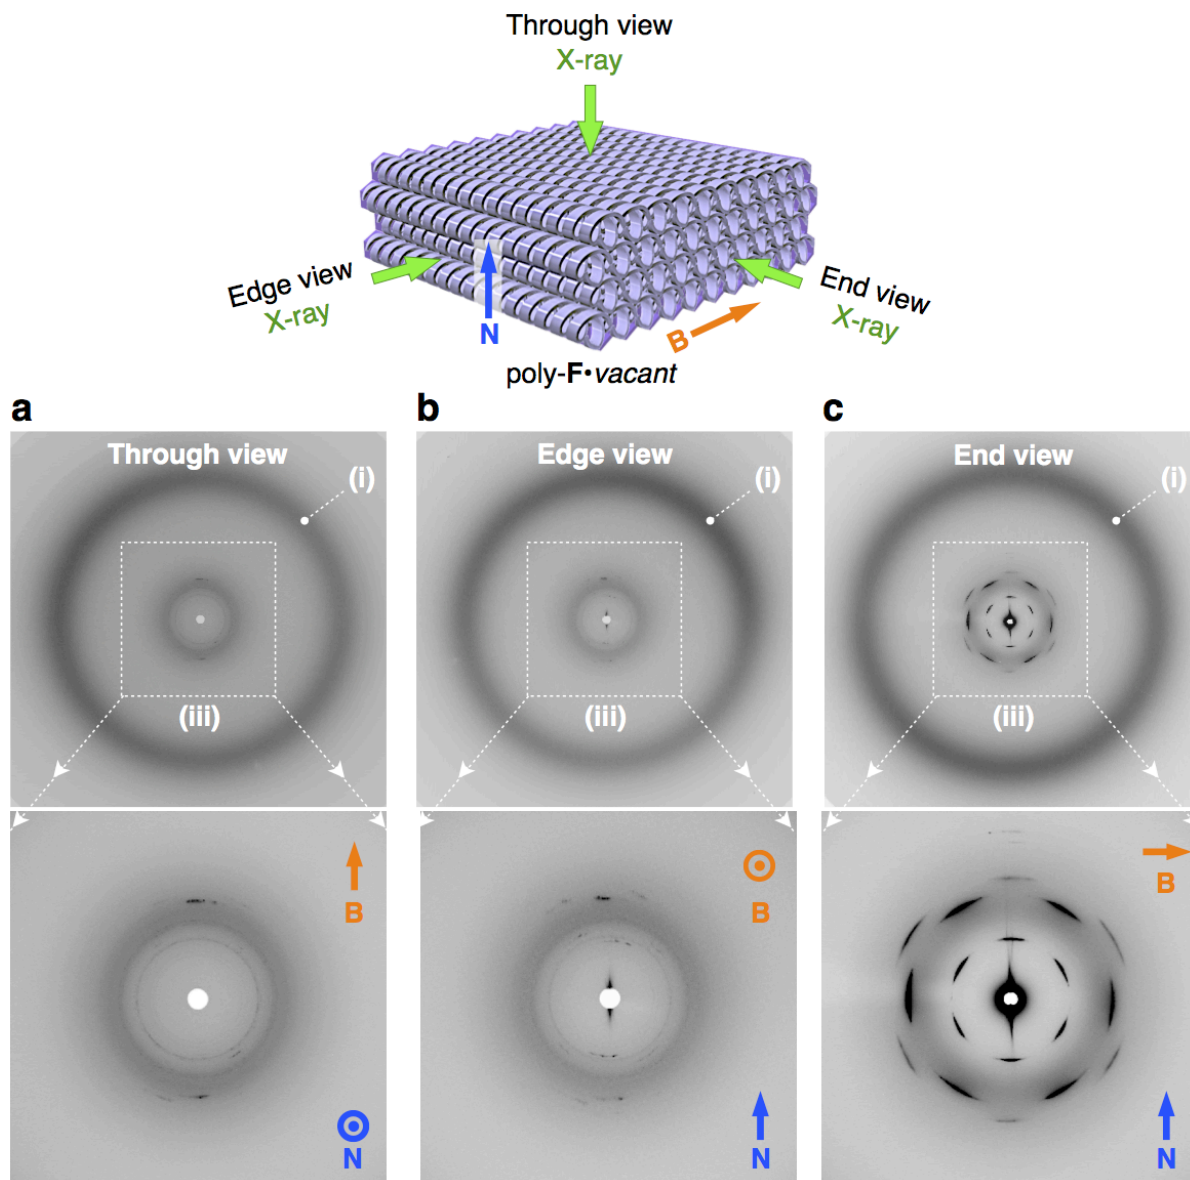 Through view
X-ray
Edge view
X-ray
N
B
End view
X-ray
poly-F•vacant
a
b
c
Through view
(i)
(iii)
Edge view
(i)
(iii)
End view
(i)
(iii)
B
N
B
N
B
N